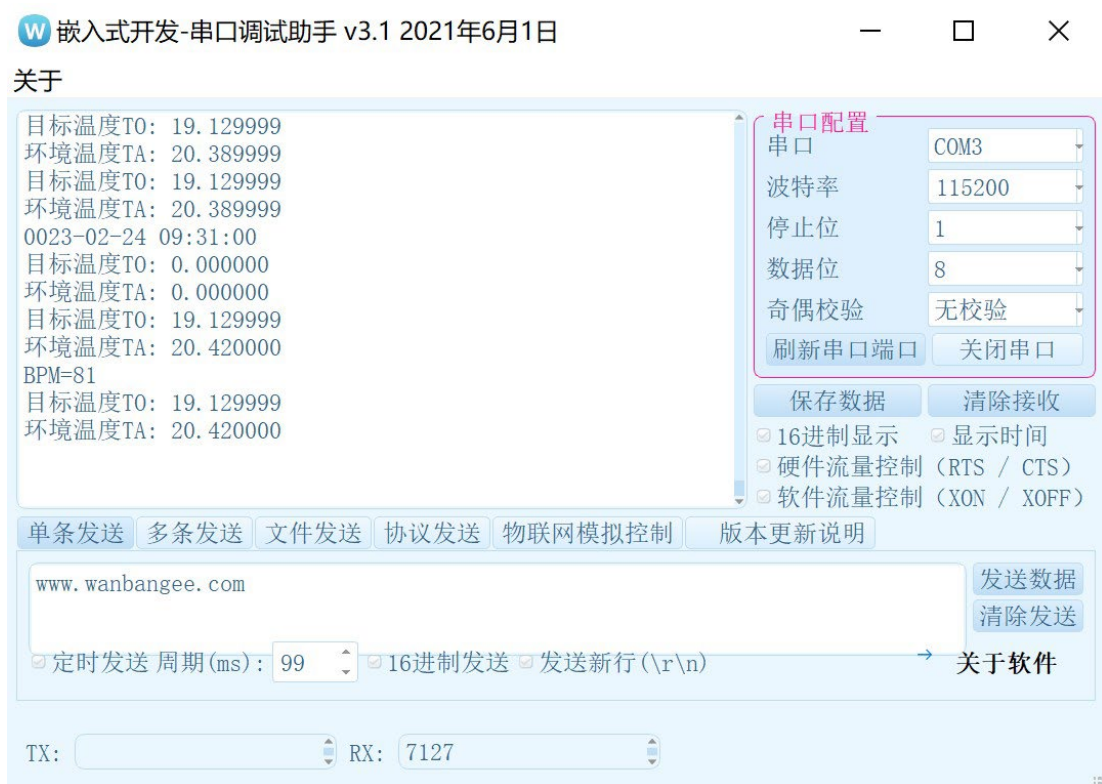 W 嵌入式开发-串口调试助手 v3.1 2021年6月1日
关于
目标温度TO: 19.129999
环境温度TA: 20.389999
目标温度TO: 19.129999
环境温度TA: 20.389999
0023-02-24 09:31:00
目标温度TO: 0.000000
环境温度TA: 0.000000
目标温度TO: 19.129999
环境温度TA: 20.420000
BPM=81
目标温度TO: 19.129999
环境温度TA: 20.420000
串口配置
串口 COM3
波特率 115200
停止位 1
数据位 8
奇偶校验 无校验
刷新串口端口 关闭串口
保存数据 清除接收
16进制显示 显示时间
硬件流量控制（RTS / CTS）
软件流量控制（XON / XOFF）
单条发送 多条发送 文件发送 协议发送 物联网模拟控制 版本更新说明
www.wanbangee.com
发送数据
清除发送
定时发送 周期(ms): 99 16进制发送 发送新行(\r\n)
关于软件
TX: RX: 7127